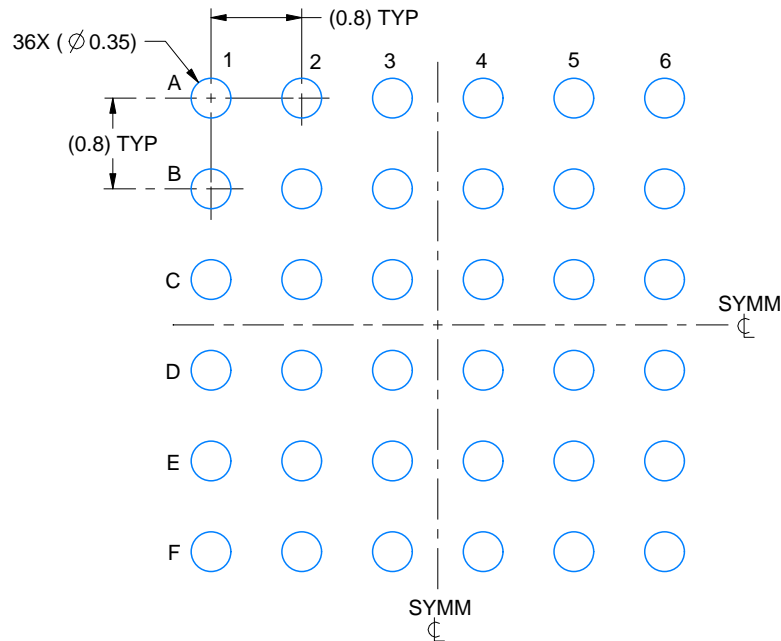 (0.8) TYP
36X ( ∅ 0.35)
1 2 3 4 5 6
A
(0.8) TYP
B
C
SYMM
℄
D
E
F
SYMM
℄